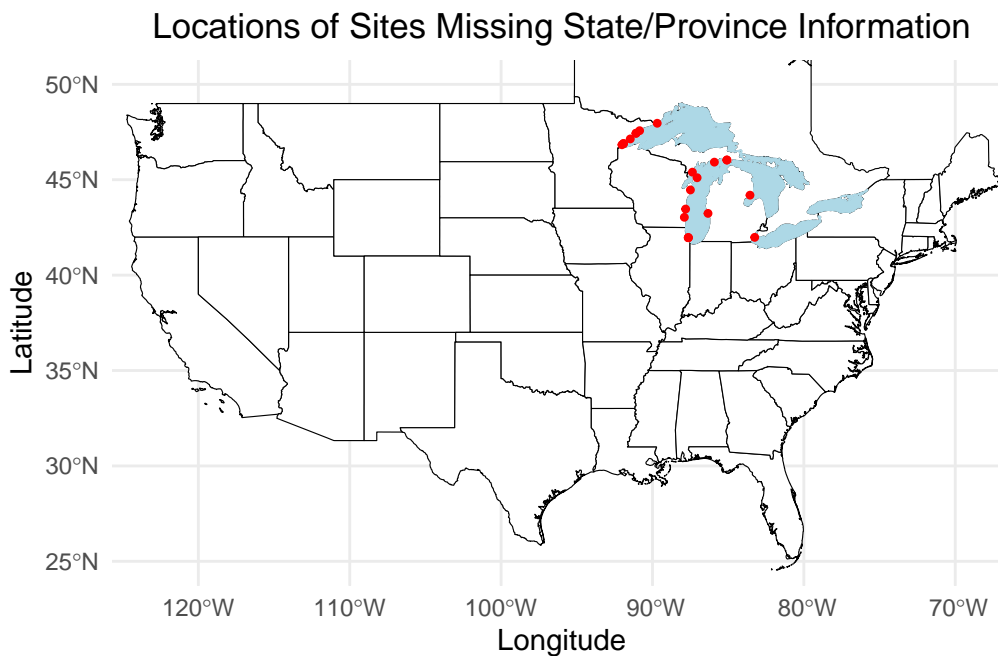 Locations of Sites Missing State/Province Information
50°N
45°N
40°N
35°N
30°N
25°N
Latitude
120°W 110°W 100°W 90°W 80°W 70°W
Longitude